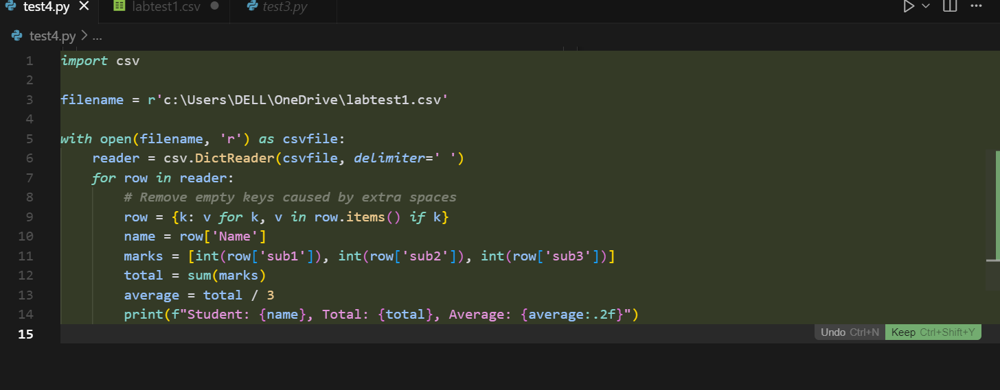 test4.py labtest1.csv test3.py
test4.py > ...
1 import csv
2
3 filename = r'c:\Users\DELL\OneDrive\labtest1.csv'
4
5 with open(filename, 'r') as csvfile:
6     reader = csv.DictReader(csvfile, delimiter=' ')
7     for row in reader:
8         # Remove empty keys caused by extra spaces
9         row = {k: v for k, v in row.items() if k}
10         name = row['Name']
11         marks = [int(row['sub1']), int(row['sub2']), int(row['sub3'])]
12         total = sum(marks)
13         average = total / 3
14         print(f"Student: {name}, Total: {total}, Average: {average:.2f}")
15
Undo Ctrl+N Keep Ctrl+Shift+Y